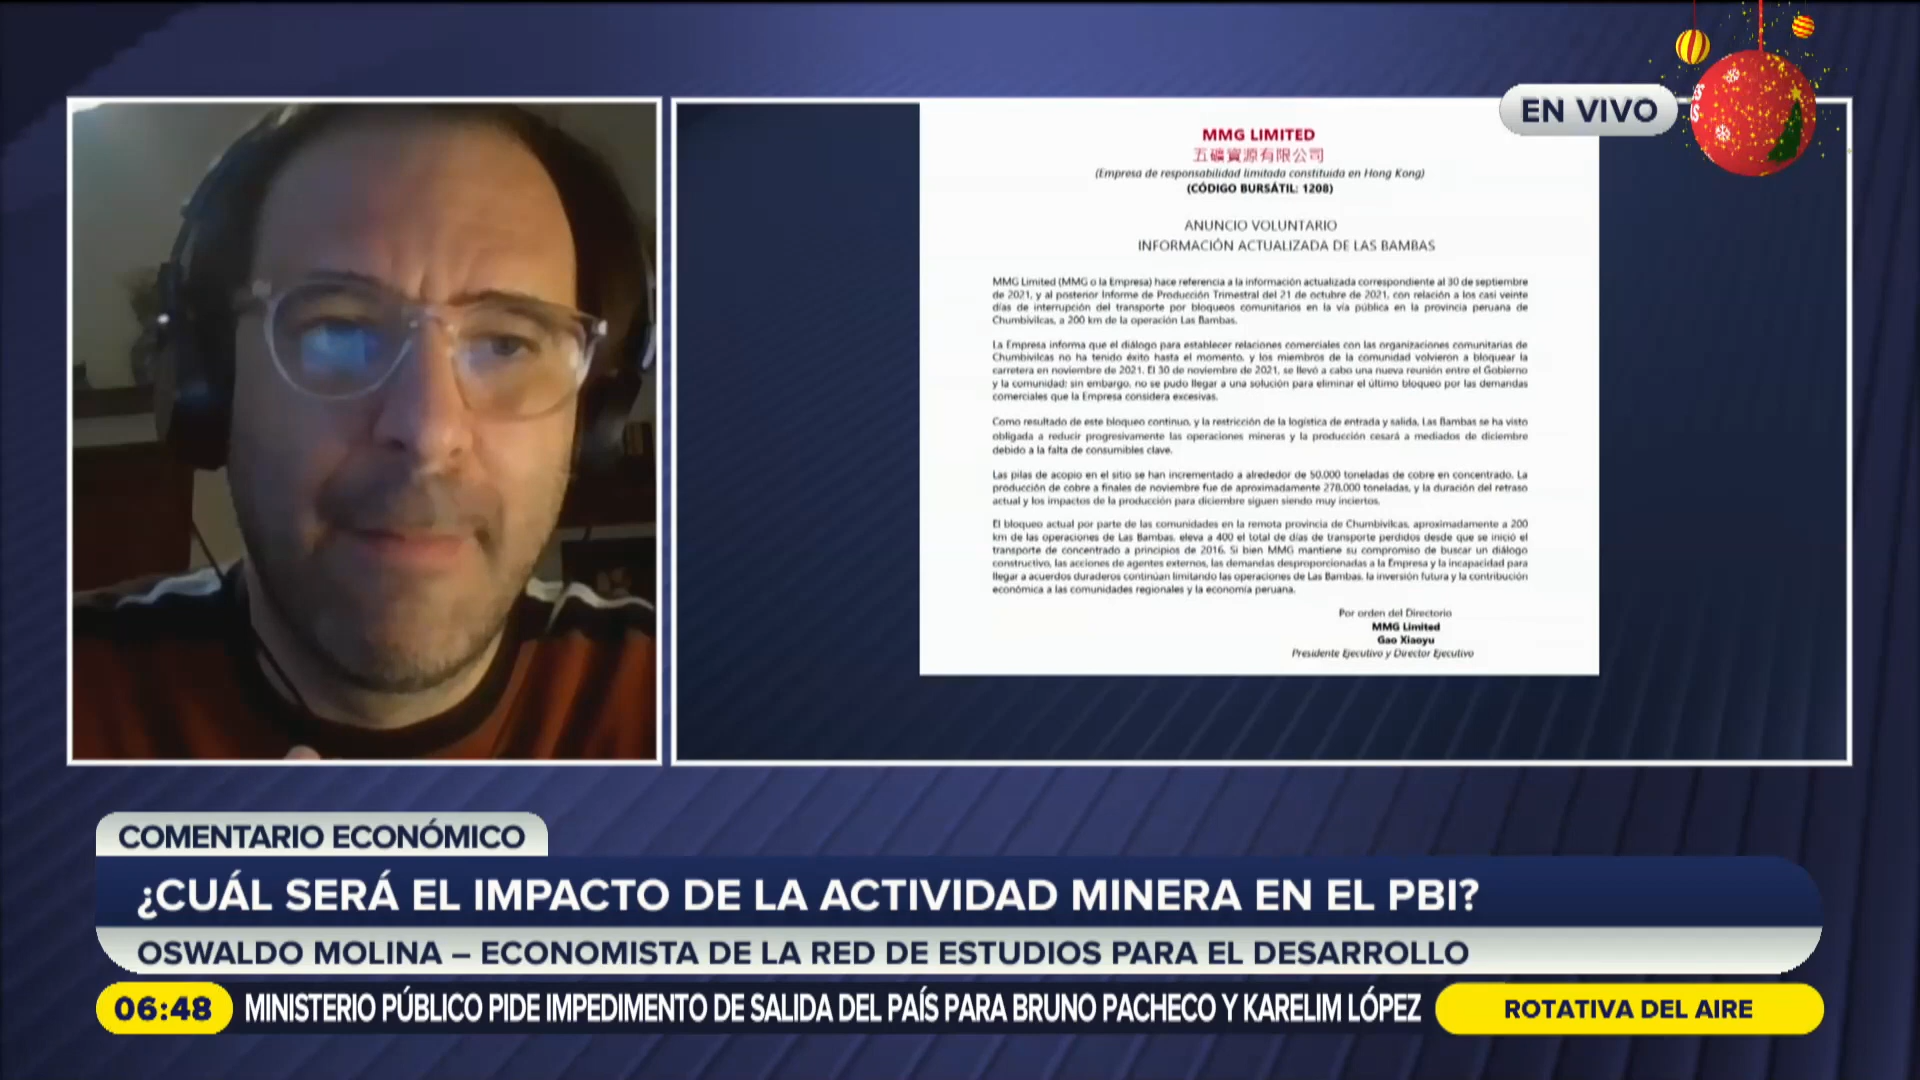 EN VIVO
MMG LIMITED
五礦資源有限公司
(Empresa de responsabilidad limitada constituida en Hong Kong)
(CÓDIGO BURSÁTIL: 1208)
ANUNCIO VOLUNTARIO
INFORMACIÓN ACTUALIZADA DE LAS BAMBAS
MMG Limited (MMG o la Empresa) hace referencia a la información actualizada correspondiente al 30 de septiembre
de 2021, y al posterior Informe de Producción Trimestral del 21 de octubre de 2021, con relación a los casi veinte
días de interrupción del transporte por bloqueos comunitarios en la vía pública en la provincia peruana de
Chumbivilcas, a 200 km de la operación Las Bambas.
La Empresa informa que el diálogo para establecer relaciones comerciales con las organizaciones comunitarias de
Chumbivilcas no ha tenido éxito hasta el momento, y los miembros de la comunidad volvieron a bloquear la
carretera en noviembre de 2021. El 30 de noviembre de 2021, se llevó a cabo una nueva reunión entre el Gobierno
y la comunidad; sin embargo, no se pudo llegar a una solución para eliminar el último bloqueo por las demandas
comerciales que la Empresa considera excesivas.
Como resultado de este bloqueo continuo, y la restricción de la logística de entrada y salida, Las Bambas se ha visto
obligada a reducir progresivamente las operaciones mineras y la producción cesará a mediados de diciembre
debido a la falta de consumibles clave.
Las pilas de acopio en el sitio se han incrementado a alrededor de 50.000 toneladas de cobre en concentrado. La
producción de cobre a finales de noviembre fue de aproximadamente 278.000 toneladas, y la duración del retraso
actual y los impactos de la producción para diciembre siguen siendo muy inciertos.
El bloqueo actual por parte de las comunidades en la remota provincia de Chumbivilcas, aproximadamente a 200
km de las operaciones de Las Bambas, eleva a 400 el total de días de transporte perdidos desde que se inició el
transporte de concentrado a principios de 2016. Si bien MMG mantiene su compromiso de buscar un diálogo
constructivo, las acciones de agentes externos, las demandas desproporcionadas a la Empresa y la incapacidad para
llegar a acuerdos duraderos continúan limitando las operaciones de Las Bambas, la inversión futura y la contribución
económica a las comunidades regionales y la economía peruana.
Por orden del Directorio
MMG Limited
Gao Xiaoyu
Presidente Ejecutivo y Director Ejecutivo
COMENTARIO ECONÓMICO
¿CUÁL SERÁ EL IMPACTO DE LA ACTIVIDAD MINERA EN EL PBI?
OSWALDO MOLINA – ECONOMISTA DE LA RED DE ESTUDIOS PARA EL DESARROLLO
06:48 MINISTERIO PÚBLICO PIDE IMPEDIMENTO DE SALIDA DEL PAÍS PARA BRUNO PACHECO Y KARELIM LÓPEZ ROTATIVA DEL AIRE